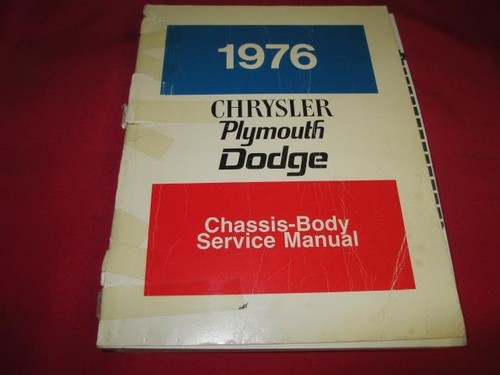 1976
CHRYSLER
Plymouth
Dodge
Chassis-Body
Service Manual